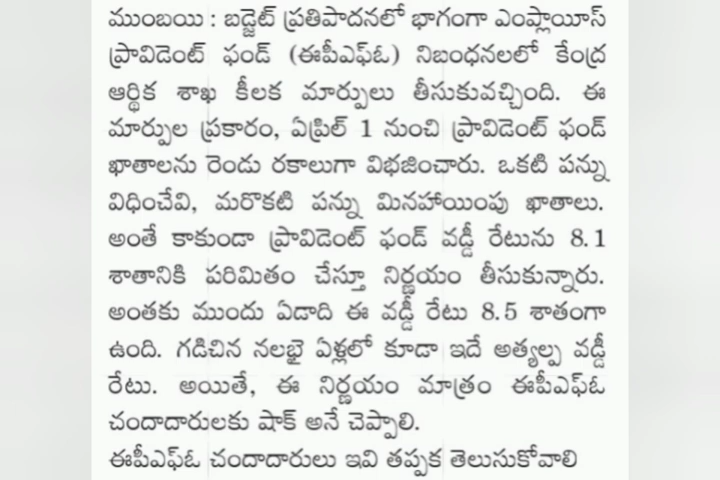 ముంబయి : బడ్జెట్ ప్రతిపాదనలో భాగంగా ఎంప్లాయీస్
ప్రావిడెంట్ ఫండ్ (ఈపీఎఫ్ఓ) నిబంధనలలో కేంద్ర
ఆర్థిక శాఖ కీలక మార్పులు తీసుకువచ్చింది. ఈ
మార్పుల ప్రకారం, ఏప్రిల్ 1 నుంచి ప్రావిడెంట్ ఫండ్
ఖాతాలను రెండు రకాలుగా విభజించారు. ఒకటి పన్ను
విధించేవి, మరొకటి పన్ను మినహాయింపు ఖాతాలు.
అంతే కాకుండా ప్రావిడెంట్ ఫండ్ వడ్డీ రేటును 8.1
శాతానికి పరిమితం చేస్తూ నిర్ణయం తీసుకున్నారు.
అంతకు ముందు ఏడాది ఈ వడ్డీ రేటు 8.5 శాతంగా
ఉంది. గడిచిన నలభై ఏళ్లలో కూడా ఇదే అత్యల్ప వడ్డీ
రేటు. అయితే, ఈ నిర్ణయం మాత్రం ఈపీఎఫ్ఓ
చందాదారులకు షాక్ అనే చెప్పాలి.
ఈపీఎఫ్ఓ చందాదారులు ఇవి తప్పక తెలుసుకోవాలి